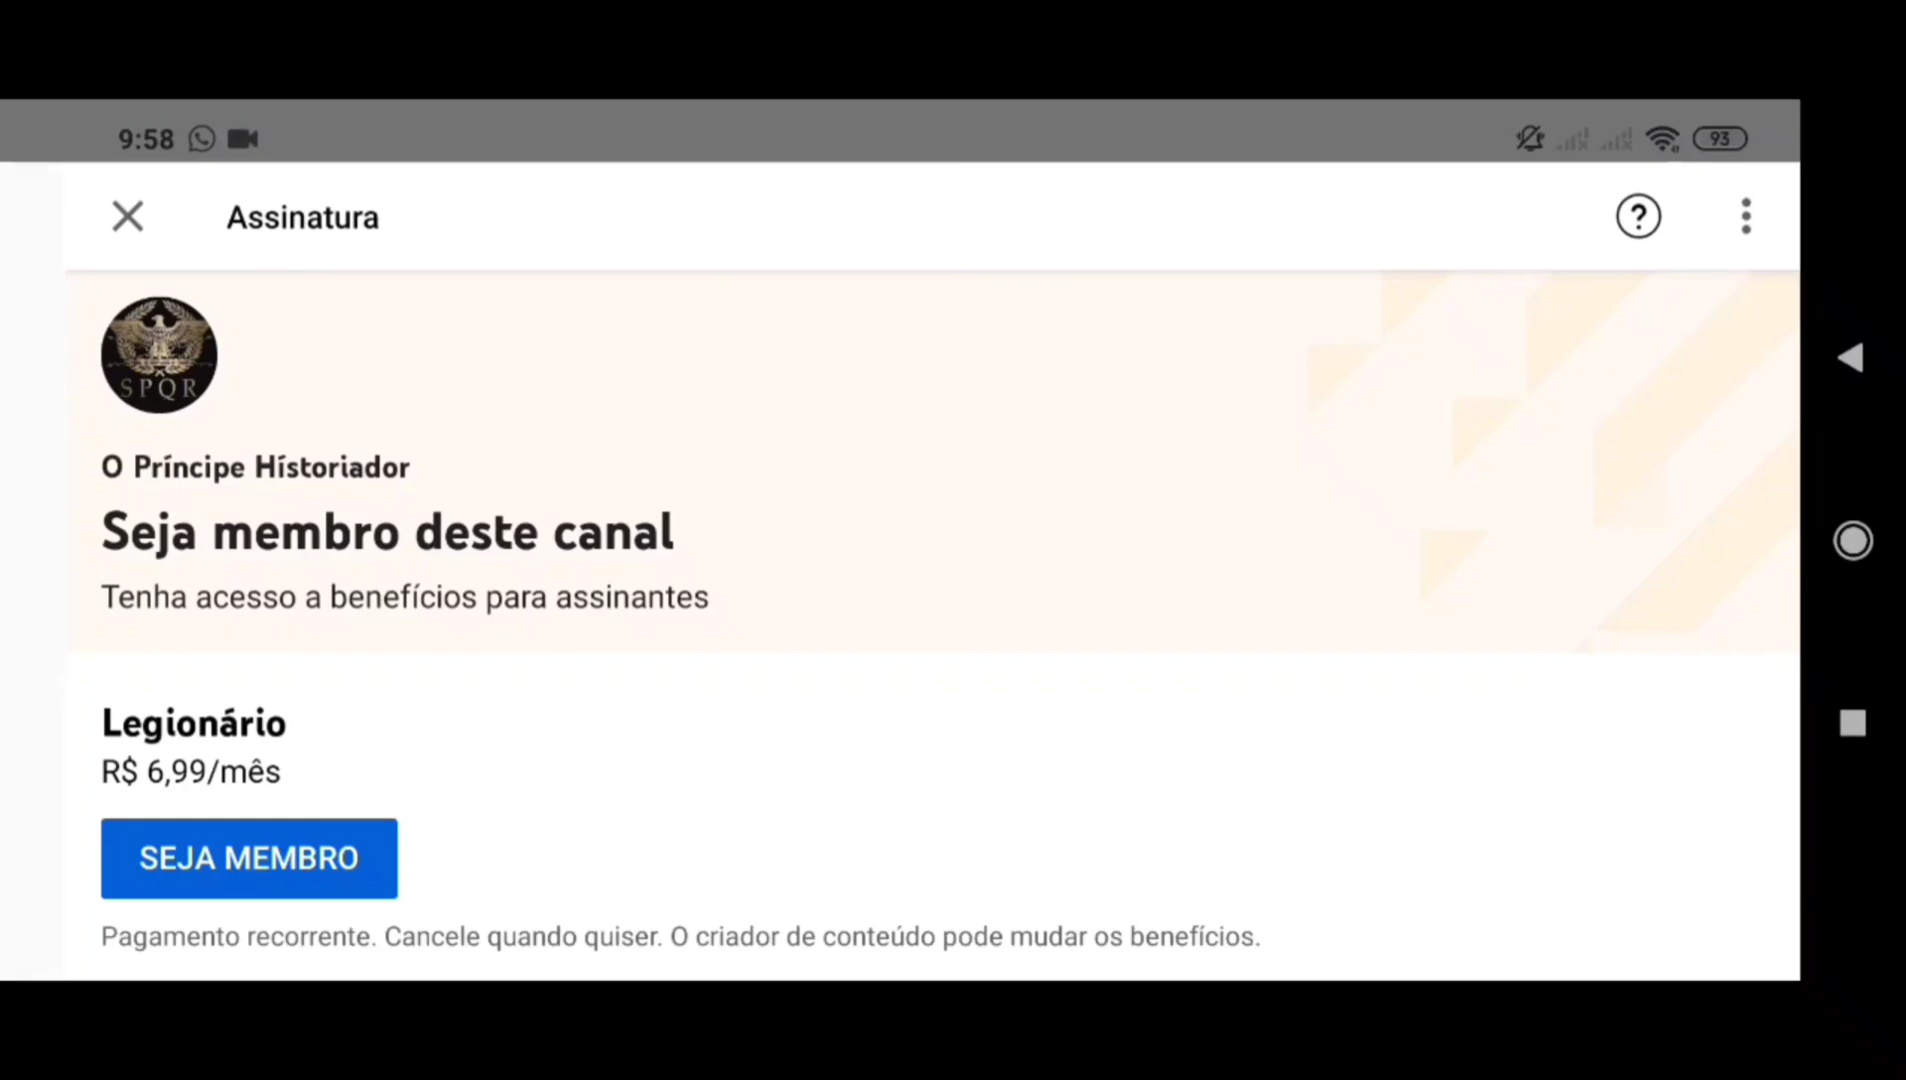 9:58
93
Assinatura
SPQR
O Príncipe Hístoriador
Seja membro deste canal
Tenha acesso a benefícios para assinantes
Legionário
R$ 6,99/mês
SEJA MEMBRO
Pagamento recorrente. Cancele quando quiser. O criador de conteúdo pode mudar os benefícios.